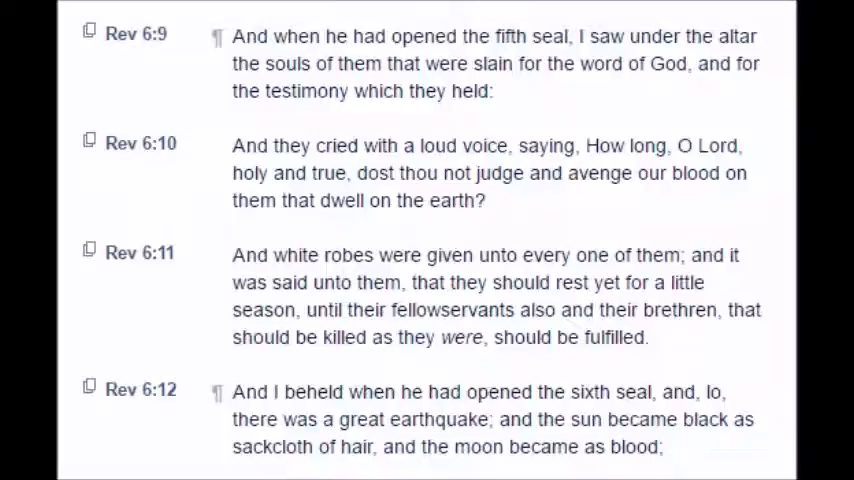 Rev 6:9 ¶ And when he had opened the fifth seal, I saw under the altar
the souls of them that were slain for the word of God, and for
the testimony which they held:
Rev 6:10 And they cried with a loud voice, saying, How long, O Lord,
holy and true, dost thou not judge and avenge our blood on
them that dwell on the earth?
Rev 6:11 And white robes were given unto every one of them; and it
was said unto them, that they should rest yet for a little
season, until their fellowservants also and their brethren, that
should be killed as they were, should be fulfilled.
Rev 6:12 ¶ And I beheld when he had opened the sixth seal, and, lo,
there was a great earthquake; and the sun became black as
sackcloth of hair, and the moon became as blood;